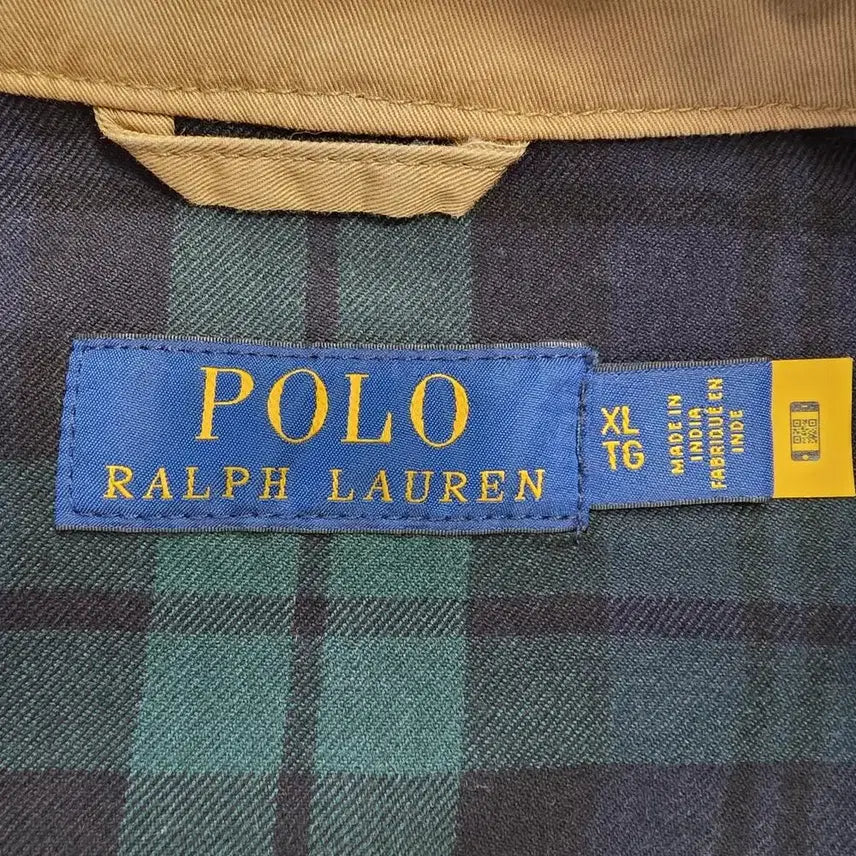 POLO
RALPH LAUREN
XL
TG
MADE IN
INDIA
FABRIQUÉ EN
INDE